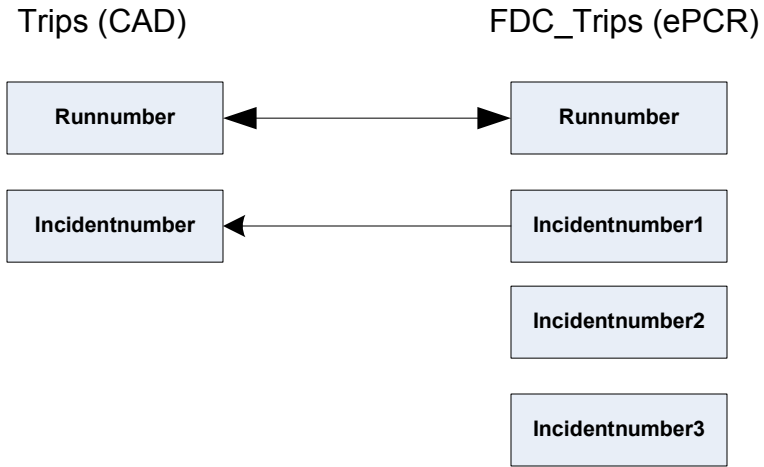 Trips (CAD) FDC_Trips (ePCR)
Runnumber Runnumber
Incidentnumber Incidentnumber1
Incidentnumber2
Incidentnumber3